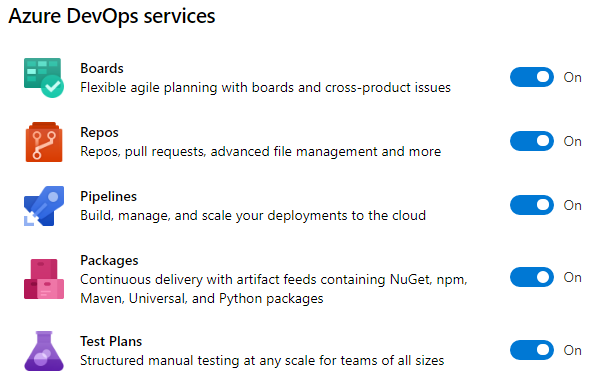 Azure DevOps services
Boards
Flexible agile planning with boards and cross-product issues
On
Repos
Repos, pull requests, advanced file management and more
On
Pipelines
Build, manage, and scale your deployments to the cloud
On
Packages
Continuous delivery with artifact feeds containing NuGet, npm,
Maven, Universal, and Python packages
On
Test Plans
Structured manual testing at any scale for teams of all sizes
On